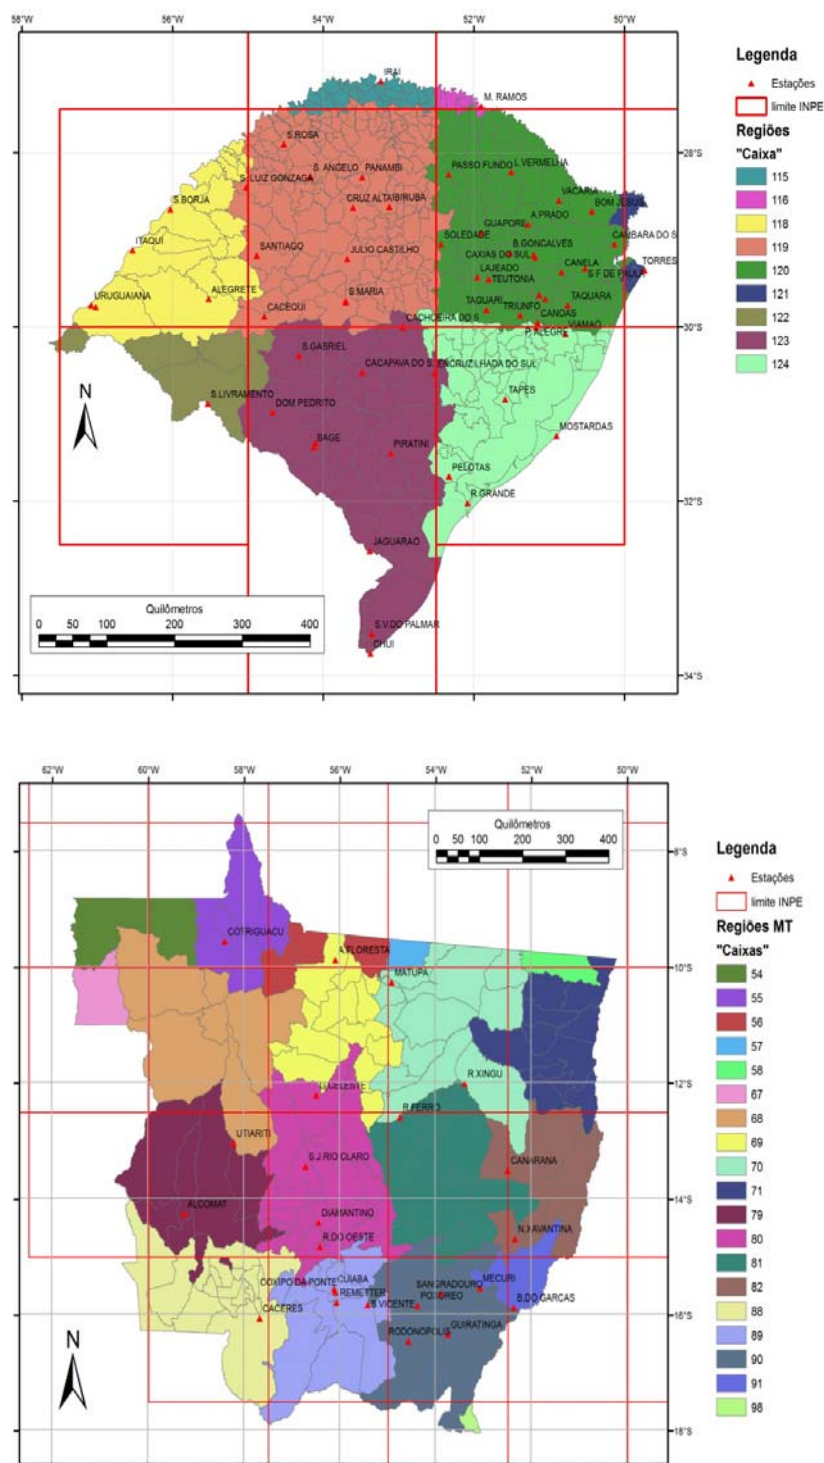 58°W 56°W 54°W 52°W 50°W
Legenda
Estações
limite INPE
Regiões
"Caixa"
115
116
118
119
120
121
122
123
124
IRAI
M. RAMOS
S.ROSA
S. ANGELO PANAMBI
S.LUIZ GONZAGA
PASSO FUNDO
L.VERMELHA
28°S
S.BORJA
CRUZ ALTA
IBIRUBA
VACARIA
BOM JESUS
A.PRADO
GUAPORE
ITAQUI
SANTIAGO
JULIO CASTILHO
SOLEDADE
B.GONCALVES
CAMBARA DO S
CAXIAS DO SUL
LAJEADO
CANELA
TORRES
TEUTONIA
S.F.DE PAULA
URUGUAIANA
ALEGRETE
S.MARIA
TAQUARI
TRIUNFO
TAQUARA
CACEQUI
CACHOEIRA DO S.
CANOAS
P. ALEGRE
VIAMAO
30°S
S.GABRIEL
CACAPAVA DO S.
ENCRUZILHADA DO SUL
N
S.LIVRAMENTO
DOM PEDRITO
TAPES
BAGE
PIRATINI
MOSTARDAS
PELOTAS
R.GRANDE
32°S
JAGUARAO
Quilômetros
0 50 100 200 300 400
S.V.DO PALMAR
CHUI
34°S
62°W 60°W 58°W 56°W 54°W 52°W 50°W
Quilômetros
0 50 100 200 300 400
8°S
Legenda
Estações
limite INPE
Regiões MT
"Caixas"
54
55
56
57
58
67
68
69
70
71
79
80
81
82
88
89
90
91
98
COTRIGUACU
A.FLORESTA
MATUPA
10°S
R.XINGU
12°S
R.FERRO
UTIARITI
S.J.RIO CLARO
CANARANA
ALCOMAT
DIAMANTINO
14°S
R.DO OESTE
N.XAVANTINA
COXIPO DA PONTE
CUIABA
SANGRADOURO
MECURI
REMETTER
POXOREO
CACERES
S.VICENTE
B.DO GARCAS
16°S
RODONOPOLIS
GUIRATINGA
N
18°S